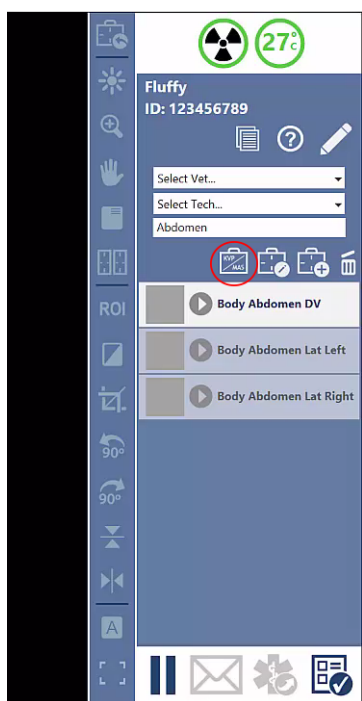 27°c
Fluffy
ID: 123456789
Select Vet...
Select Tech...
Abdomen
KVP
MAS
ROI
Body Abdomen DV
Body Abdomen Lat Left
Body Abdomen Lat Right
90°
90°
A